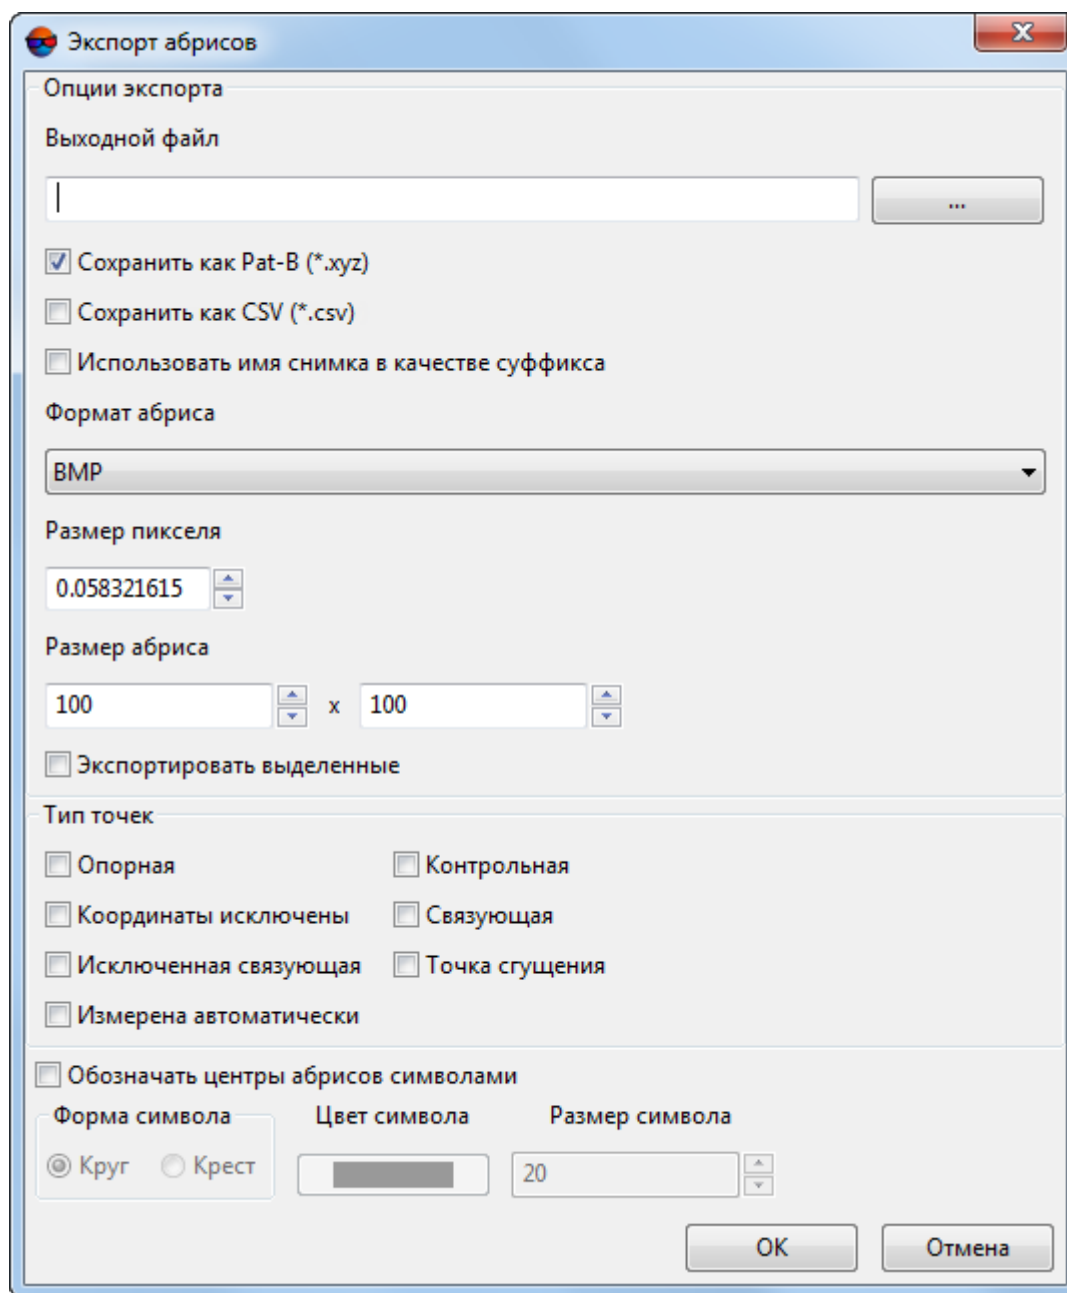 Экспорт абрисов
Опции экспорта
Выходной файл
...
Сохранить как Pat-B (*.xyz)
Сохранить как CSV (*.csv)
Использовать имя снимка в качестве суффикса
Формат абриса
BMP
Размер пикселя
0.058321615
Размер абриса
100 x 100
Экспортировать выделенные
Тип точек
Опорная Контрольная
Координаты исключены Связующая
Исключенная связующая Точка сгущения
Измерена автоматически
Обозначать центры абрисов символами
Форма символа Цвет символа Размер символа
Круг Крест 20
OK Отмена